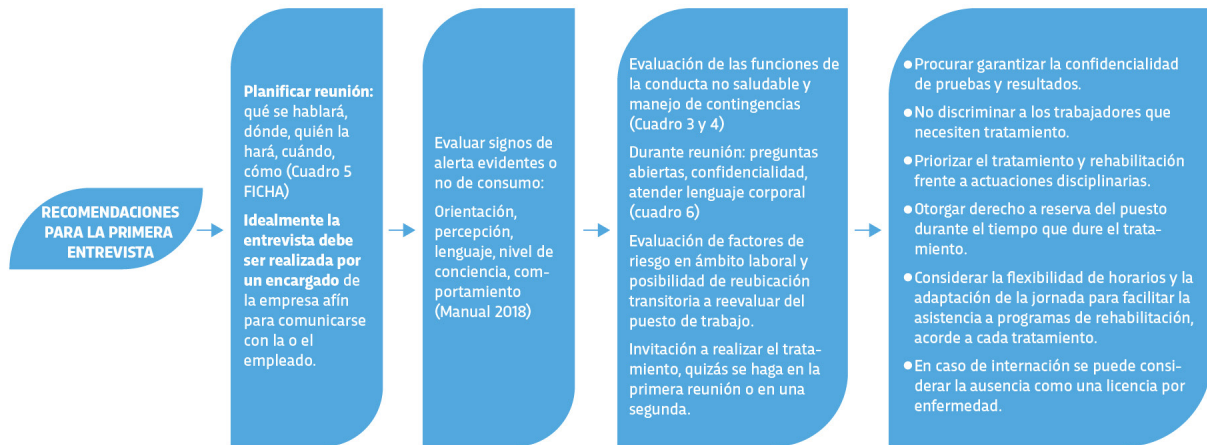 RECOMENDACIONES
PARA LA PRIMERA
ENTREVISTA
Planificar reunión:
qué se hablará,
dónde, quién la
hará, cuándo,
cómo (Cuadro 5
FICHA)
Idealmente la
entrevista debe
ser realizada por
un encargado de
la empresa afín
para comunicarse
con la o el
empleado.
Evaluar signos de
alerta evidentes o
no de consumo:
Orientación,
percepción,
lenguaje, nivel de
conciencia, com-
portamiento
(Manual 2018)
Evaluación de las funciones de
la conducta no saludable y
manejo de contingencias
(Cuadro 3 y 4)
Durante reunión: preguntas
abiertas, confidencialidad,
atender lenguaje corporal
(cuadro 6)
Evaluación de factores de
riesgo en ámbito laboral y
posibilidad de reubicación
transitoria a reevaluar del
puesto de trabajo.
Invitación a realizar el trata-
miento, quizás se haga en la
primera reunión o en una
segunda.
● Procurar garantizar la confidencialidad
de pruebas y resultados.
● No discriminar a los trabajadores que
necesiten tratamiento.
● Priorizar el tratamiento y rehabilitación
frente a actuaciones disciplinarias.
● Otorgar derecho a reserva del puesto
durante el tiempo que dure el trata-
miento.
● Considerar la flexibilidad de horarios y la
adaptación de la jornada para facilitar la
asistencia a programas de rehabilitación,
acorde a cada tratamiento.
● En caso de internación se puede consi-
derar la ausencia como una licencia por
enfermedad.